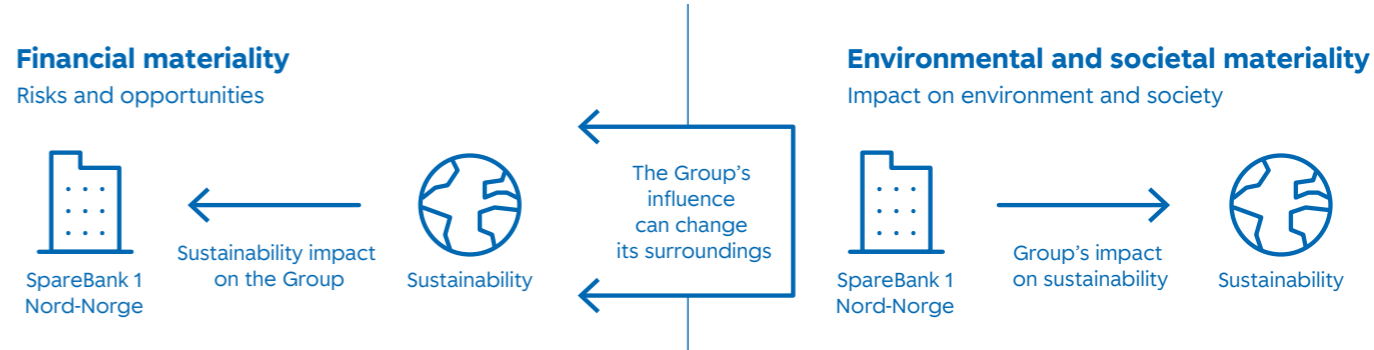 Financial materiality
Risks and opportunities
SpareBank 1
Nord-Norge
Sustainability impact
on the Group
Sustainability
The Group's
influence
can change
its surroundings
Environmental and societal materiality
Impact on environment and society
SpareBank 1
Nord-Norge
Group's impact
on sustainability
Sustainability